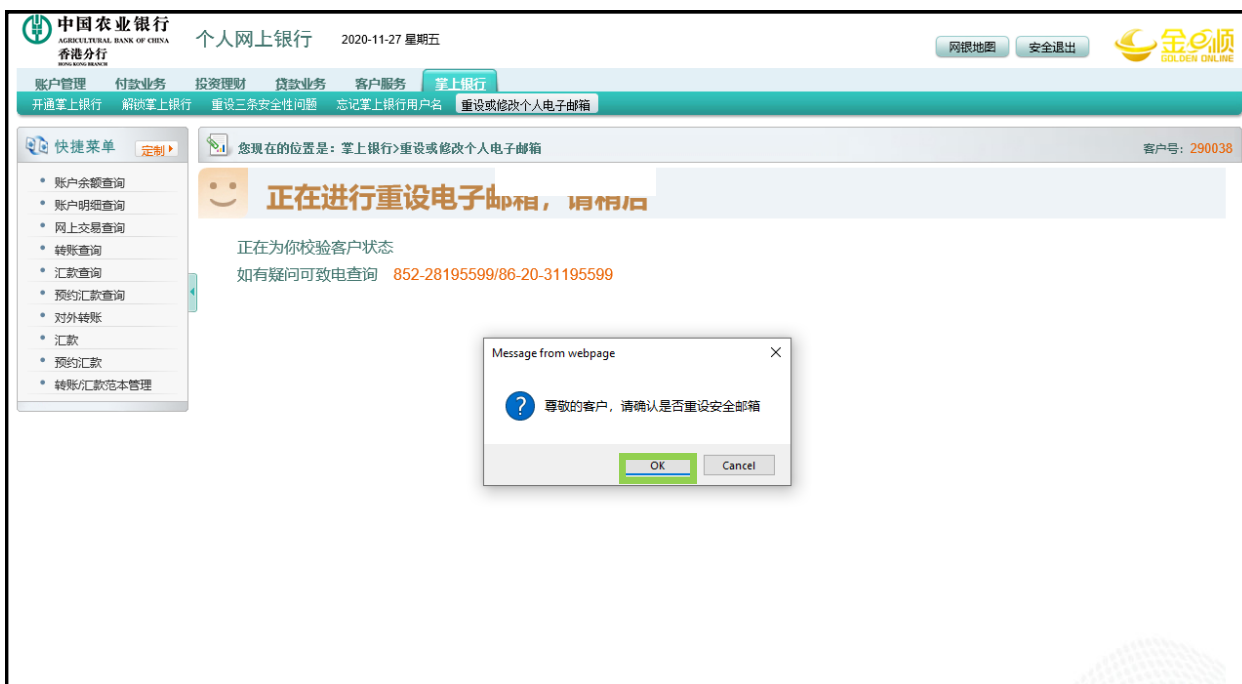 中国农业银行
AGRICULTURAL BANK OF CHINA
香港分行
HONG KONG BRANCH
个人网上银行 2020-11-27 星期五
网银地图 安全退出
金e顺
GOLDEN ONLINE
账户管理 付款业务 投资理财 贷款业务 客户服务 掌上银行
开通掌上银行 解锁掌上银行 重设三条安全性问题 忘记掌上银行用户名 重设或修改个人电子邮箱
快捷菜单 定制
您现在的位置是：掌上银行>重设或修改个人电子邮箱 客户号：290038
账户余额查询
账户明细查询
网上交易查询
转账查询
汇款查询
预约汇款查询
对外转账
汇款
预约汇款
转账/汇款范本管理
正在进行重设电子邮箱，请稍后
正在为你校验客户状态
如有疑问可致电查询 852-28195599/86-20-31195599
Message from webpage
尊敬的客户，请确认是否重设安全邮箱
OK Cancel